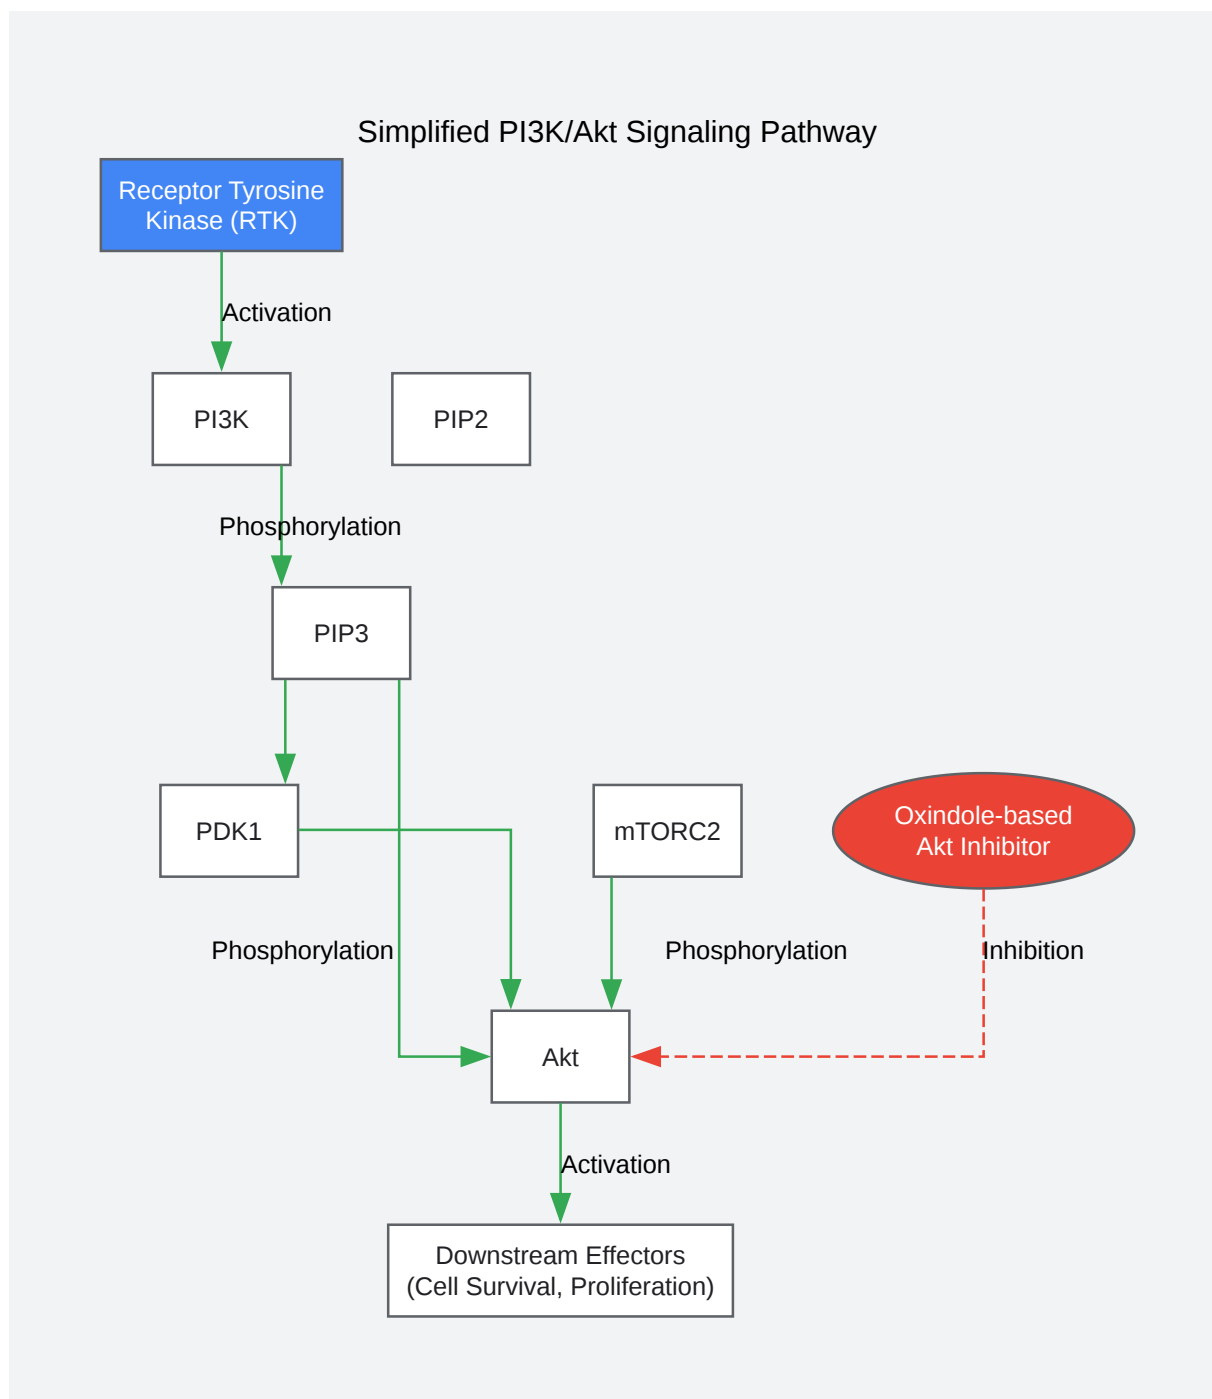 Simplified PI3K/Akt Signaling Pathway
Receptor Tyrosine
Kinase (RTK)
Activation
PI3K
PIP2
Phosphorylation
PIP3
PDK1
mTORC2
Oxindole-based
Akt Inhibitor
Phosphorylation
Phosphorylation
Inhibition
Akt
Activation
Downstream Effectors
(Cell Survival, Proliferation)